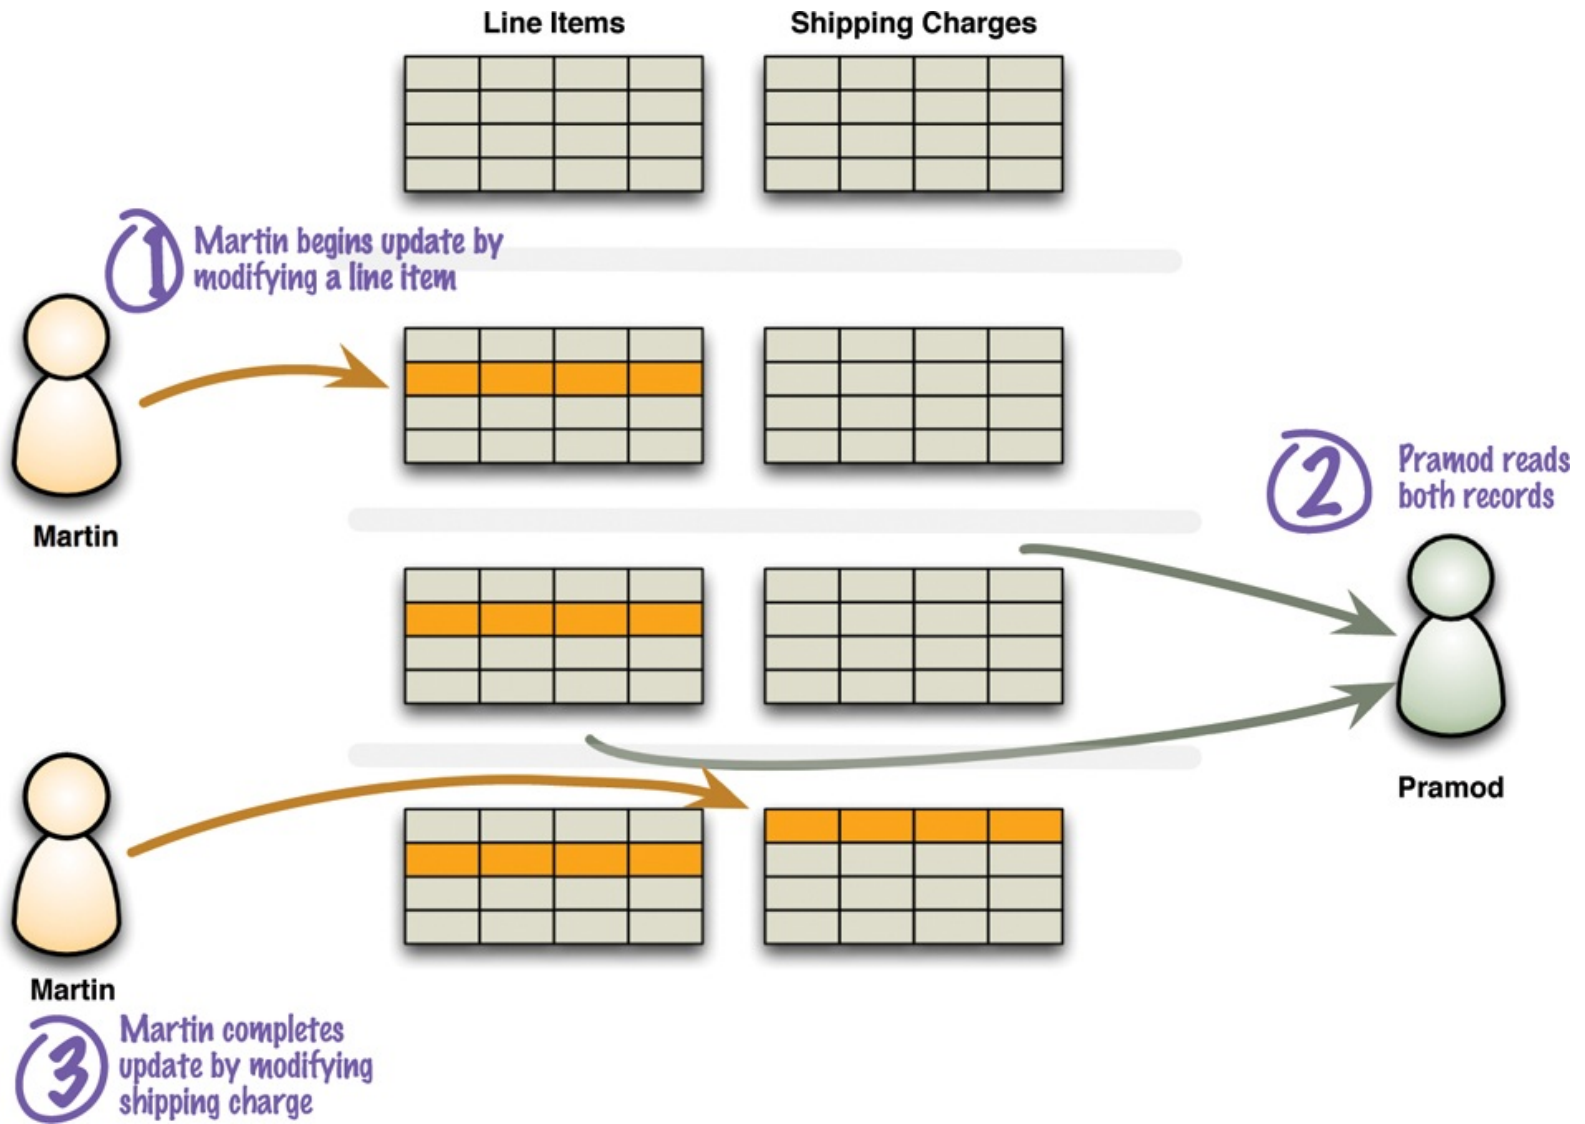 Line Items
Shipping Charges
1
Martin begins update by
modifying a line item
Martin
2
Pramod reads
both records
Pramod
Martin
3
Martin completes
update by modifying
shipping charge